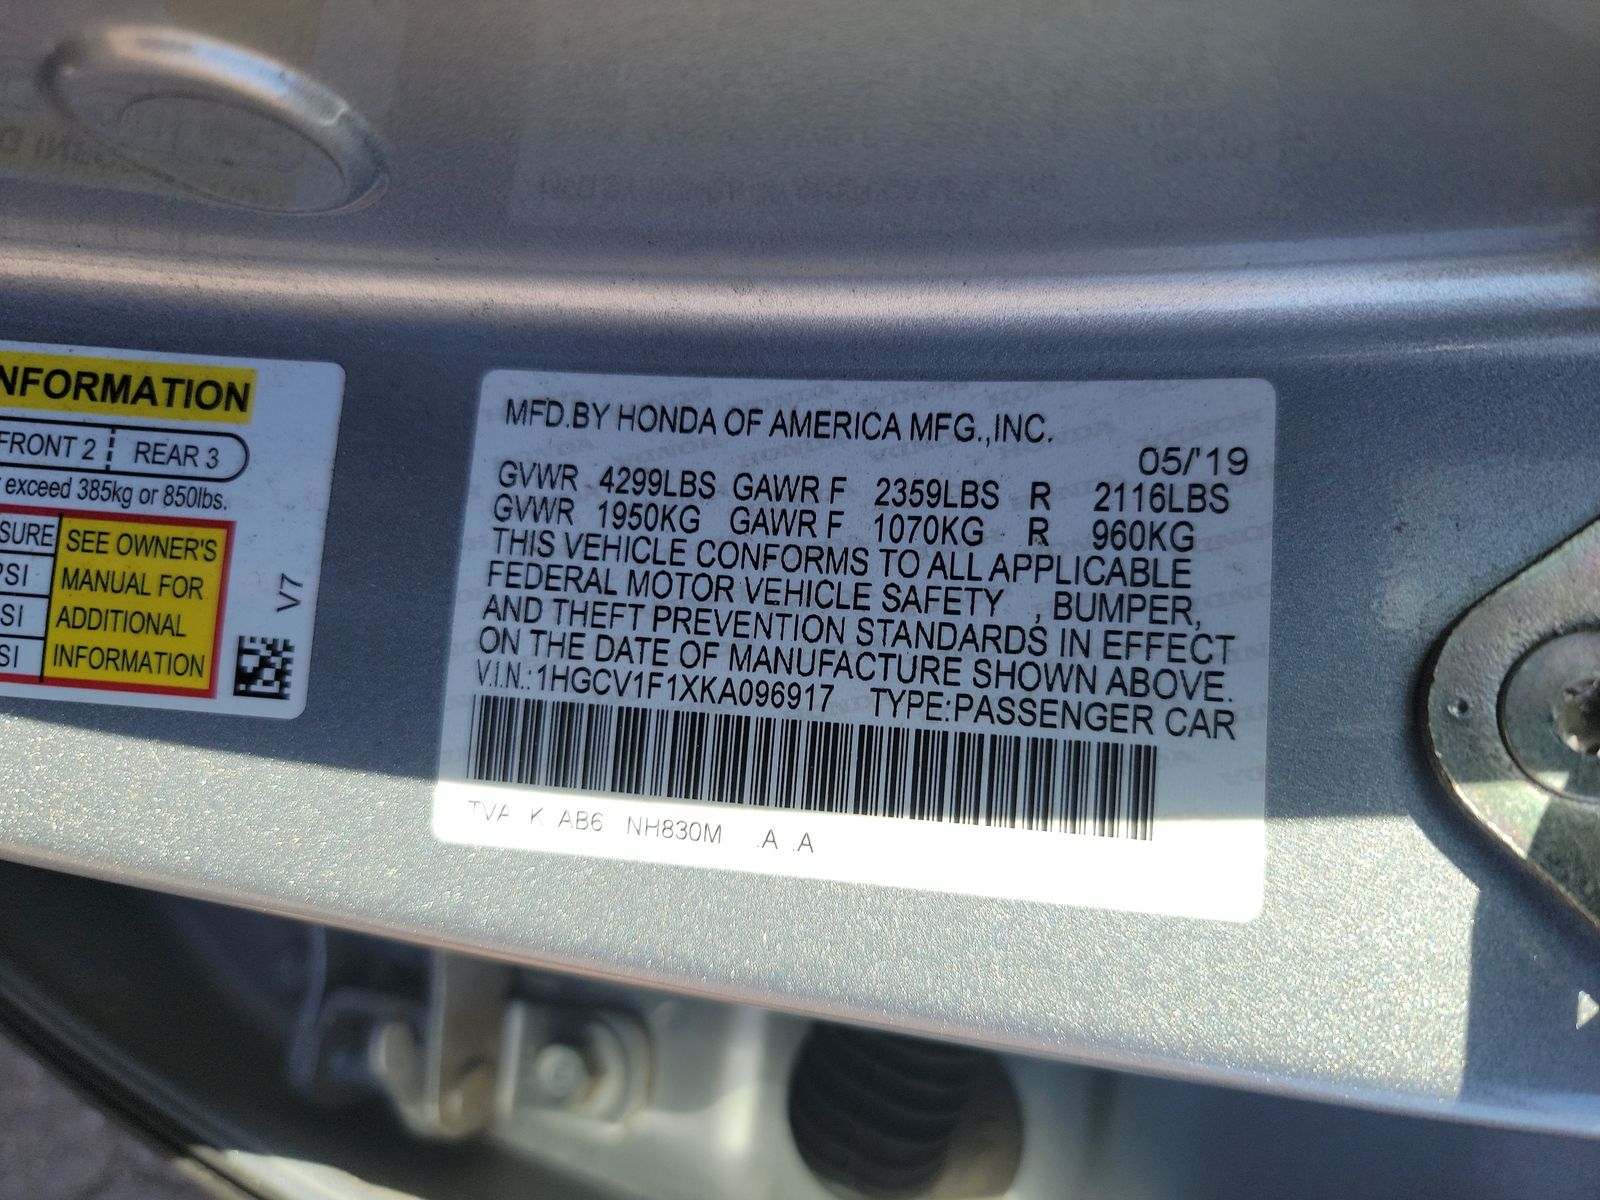 NFORMATION
FRONT 2 REAR 3
exceed 385kg or 850lbs.
SURE SEE OWNER'S
PSI MANUAL FOR
SI ADDITIONAL
SI INFORMATION
V7
MFD.BY HONDA OF AMERICA MFG.,INC.
05/'19
GVWR 4299LBS GAWR F 2359LBS R 2116LBS
GVWR 1950KG GAWR F 1070KG R 960KG
THIS VEHICLE CONFORMS TO ALL APPLICABLE
FEDERAL MOTOR VEHICLE SAFETY , BUMPER,
AND THEFT PREVENTION STANDARDS IN EFFECT
ON THE DATE OF MANUFACTURE SHOWN ABOVE.
V.I.N.:1HGCV1F1XKA096917 TYPE:PASSENGER CAR
TVA K AB6 NH830M .A .A